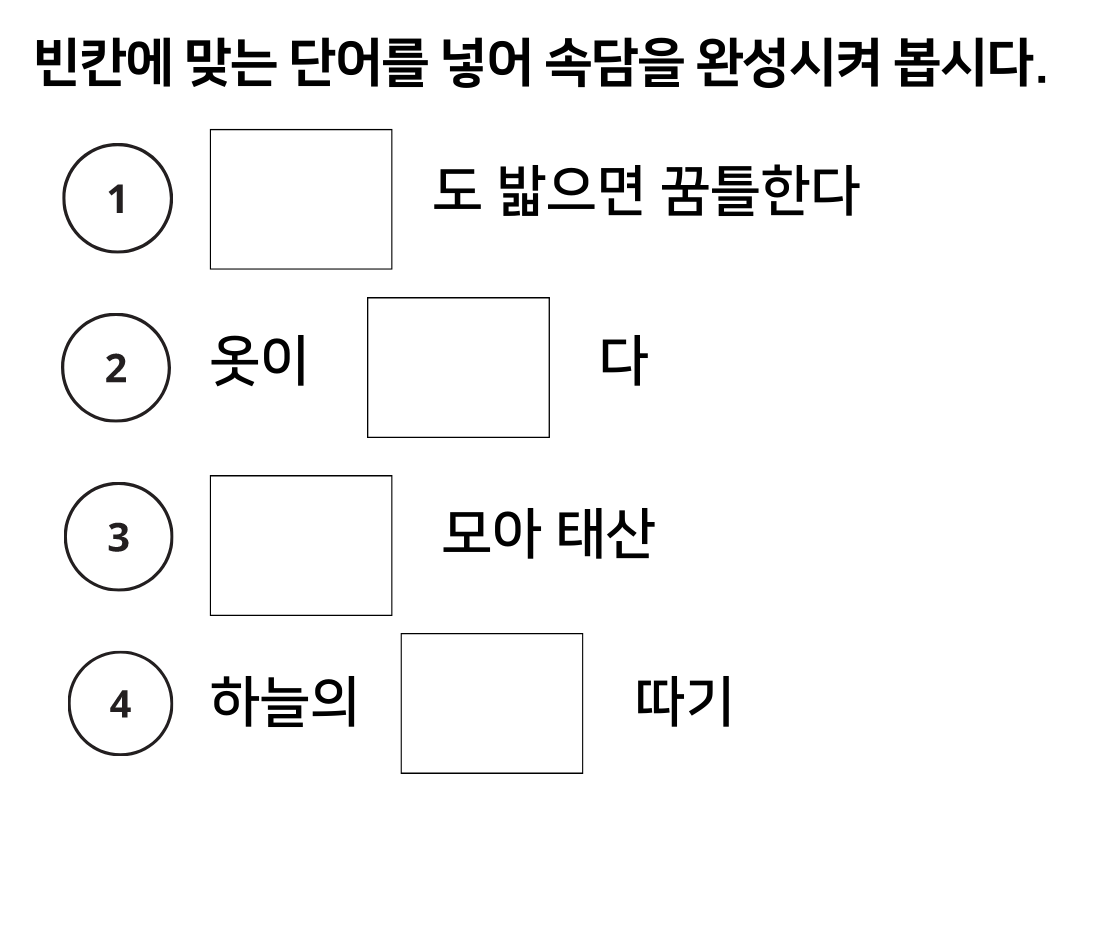 빈칸에 맞는 단어를 넣어 속담을 완성시켜 봅시다.
1 도 밟으면 꿈틀한다
2 옷이 다
3 모아 태산
4 하늘의 따기